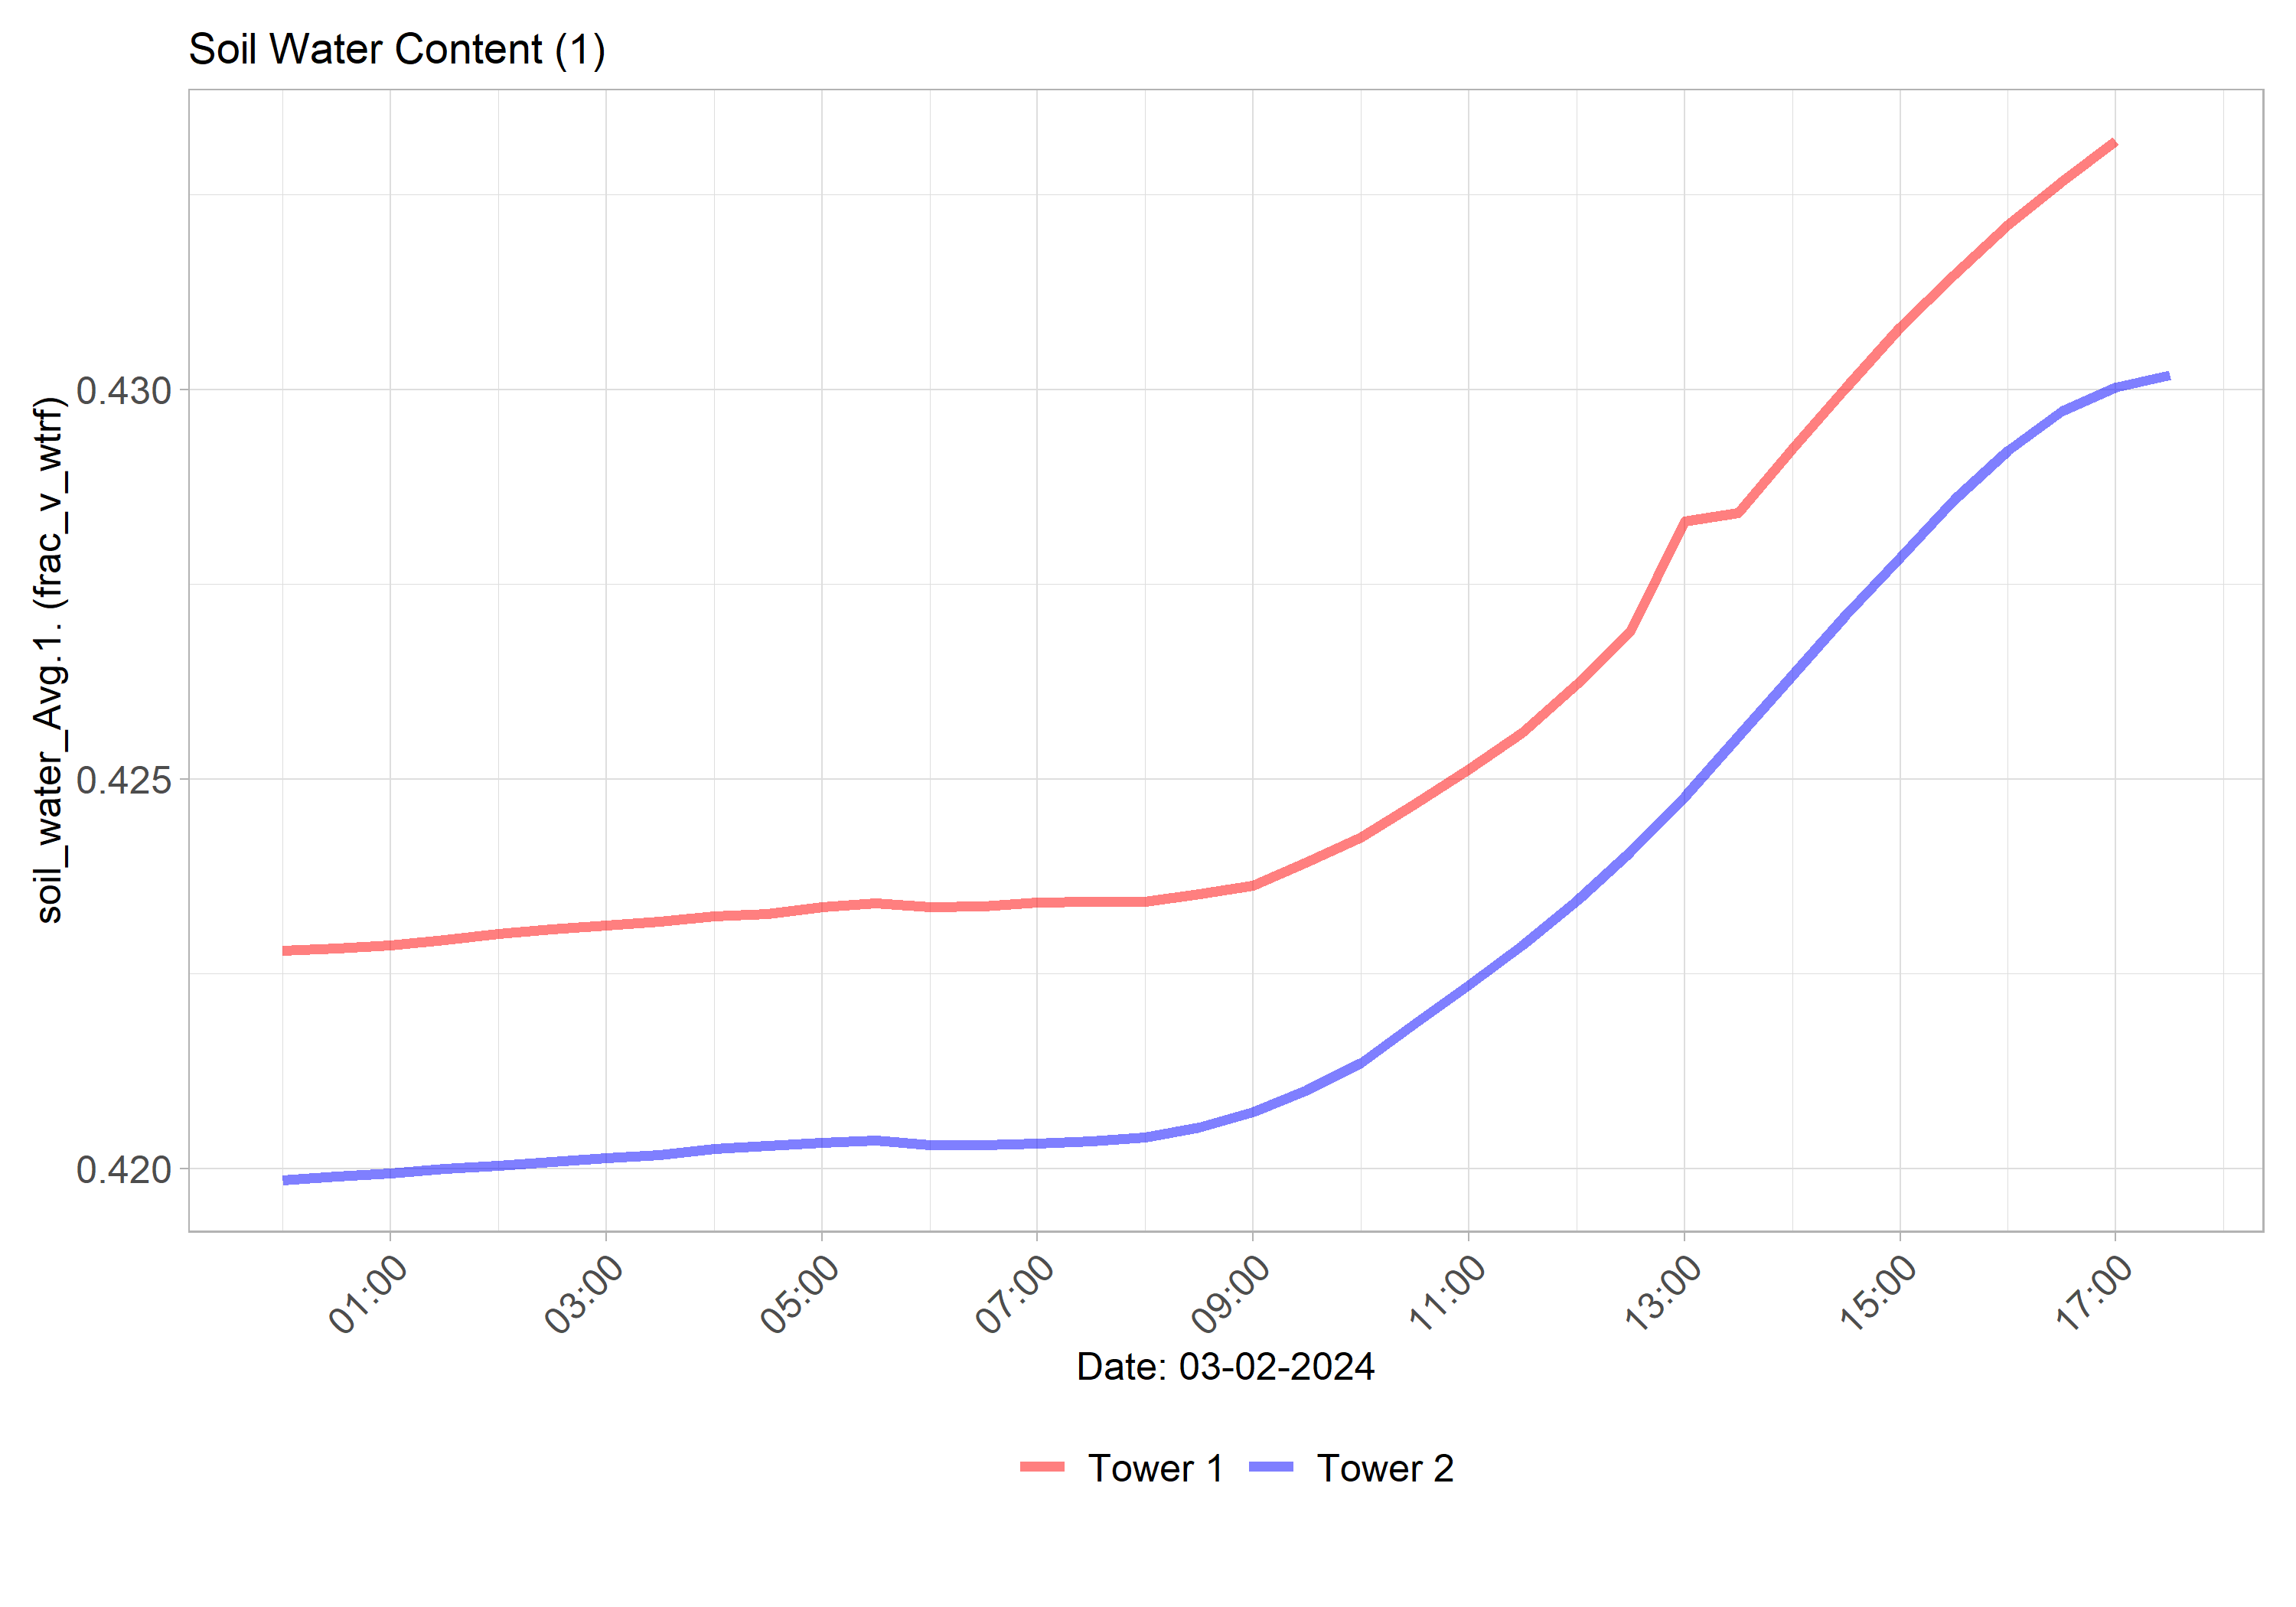 Soil Water Content (1)
soil_water_Avg.1. (frac_v_wtrf)
0.430
0.425
0.420
01:00
03:00
05:00
07:00
09:00
11:00
13:00
15:00
17:00
Date: 03-02-2024
Tower 1
Tower 2